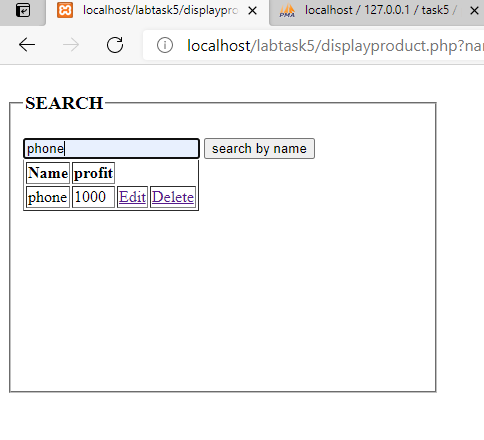 localhost/labtask5/displaypro
localhost / 127.0.0.1 / task5 /
localhost/labtask5/displayproduct.php?nar
SEARCH
phone
search by name
Name profit
phone 1000 Edit Delete